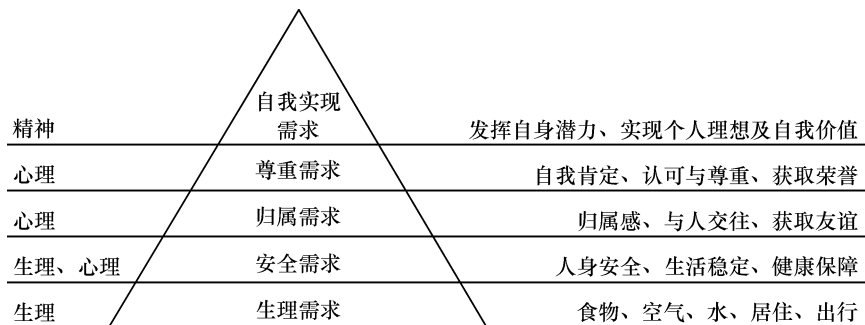 自我实现
精神 需求 发挥自身潜力、实现个人理想及自我价值
心理 尊重需求 自我肯定、认可与尊重、获取荣誉
心理 归属需求 归属感、与人交往、获取友谊
生理、心理 安全需求 人身安全、生活稳定、健康保障
生理 生理需求 食物、空气、水、居住、出行